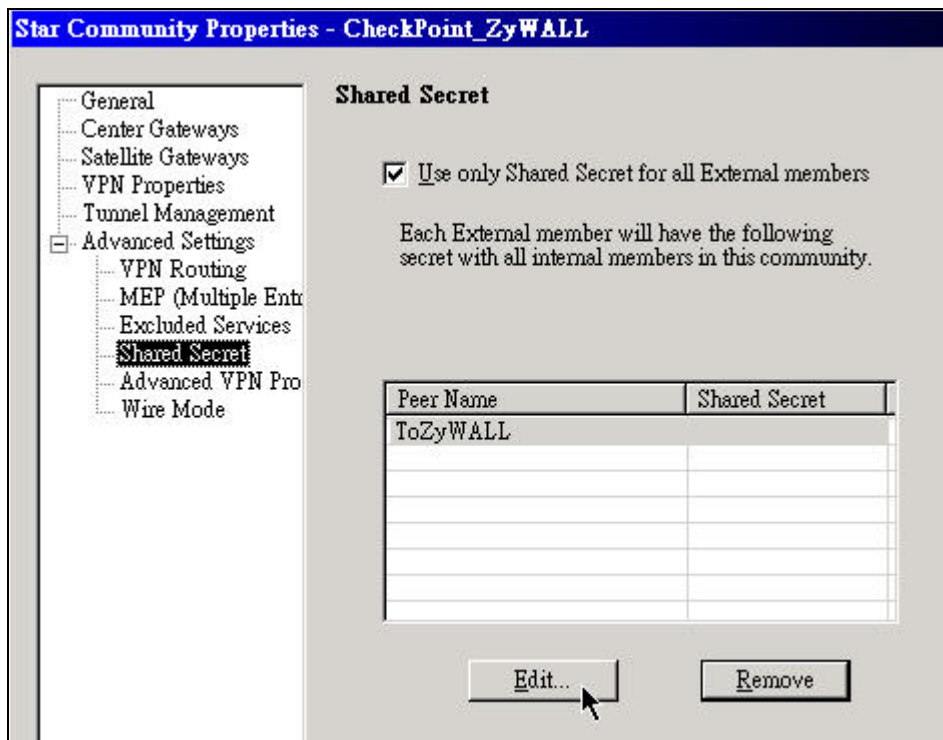 Star Community Properties - CheckPoint_ZyWALL
General
Center Gateways
Satellite Gateways
VPN Properties
Tunnel Management
Advanced Settings
VPN Routing
MEP (Multiple Entr
Excluded Services
Shared Secret
Advanced VPN Pro
Wire Mode
Shared Secret
Use only Shared Secret for all External members
Each External member will have the following
secret with all internal members in this community.
Peer Name Shared Secret
ToZyWALL
Edit... Remove